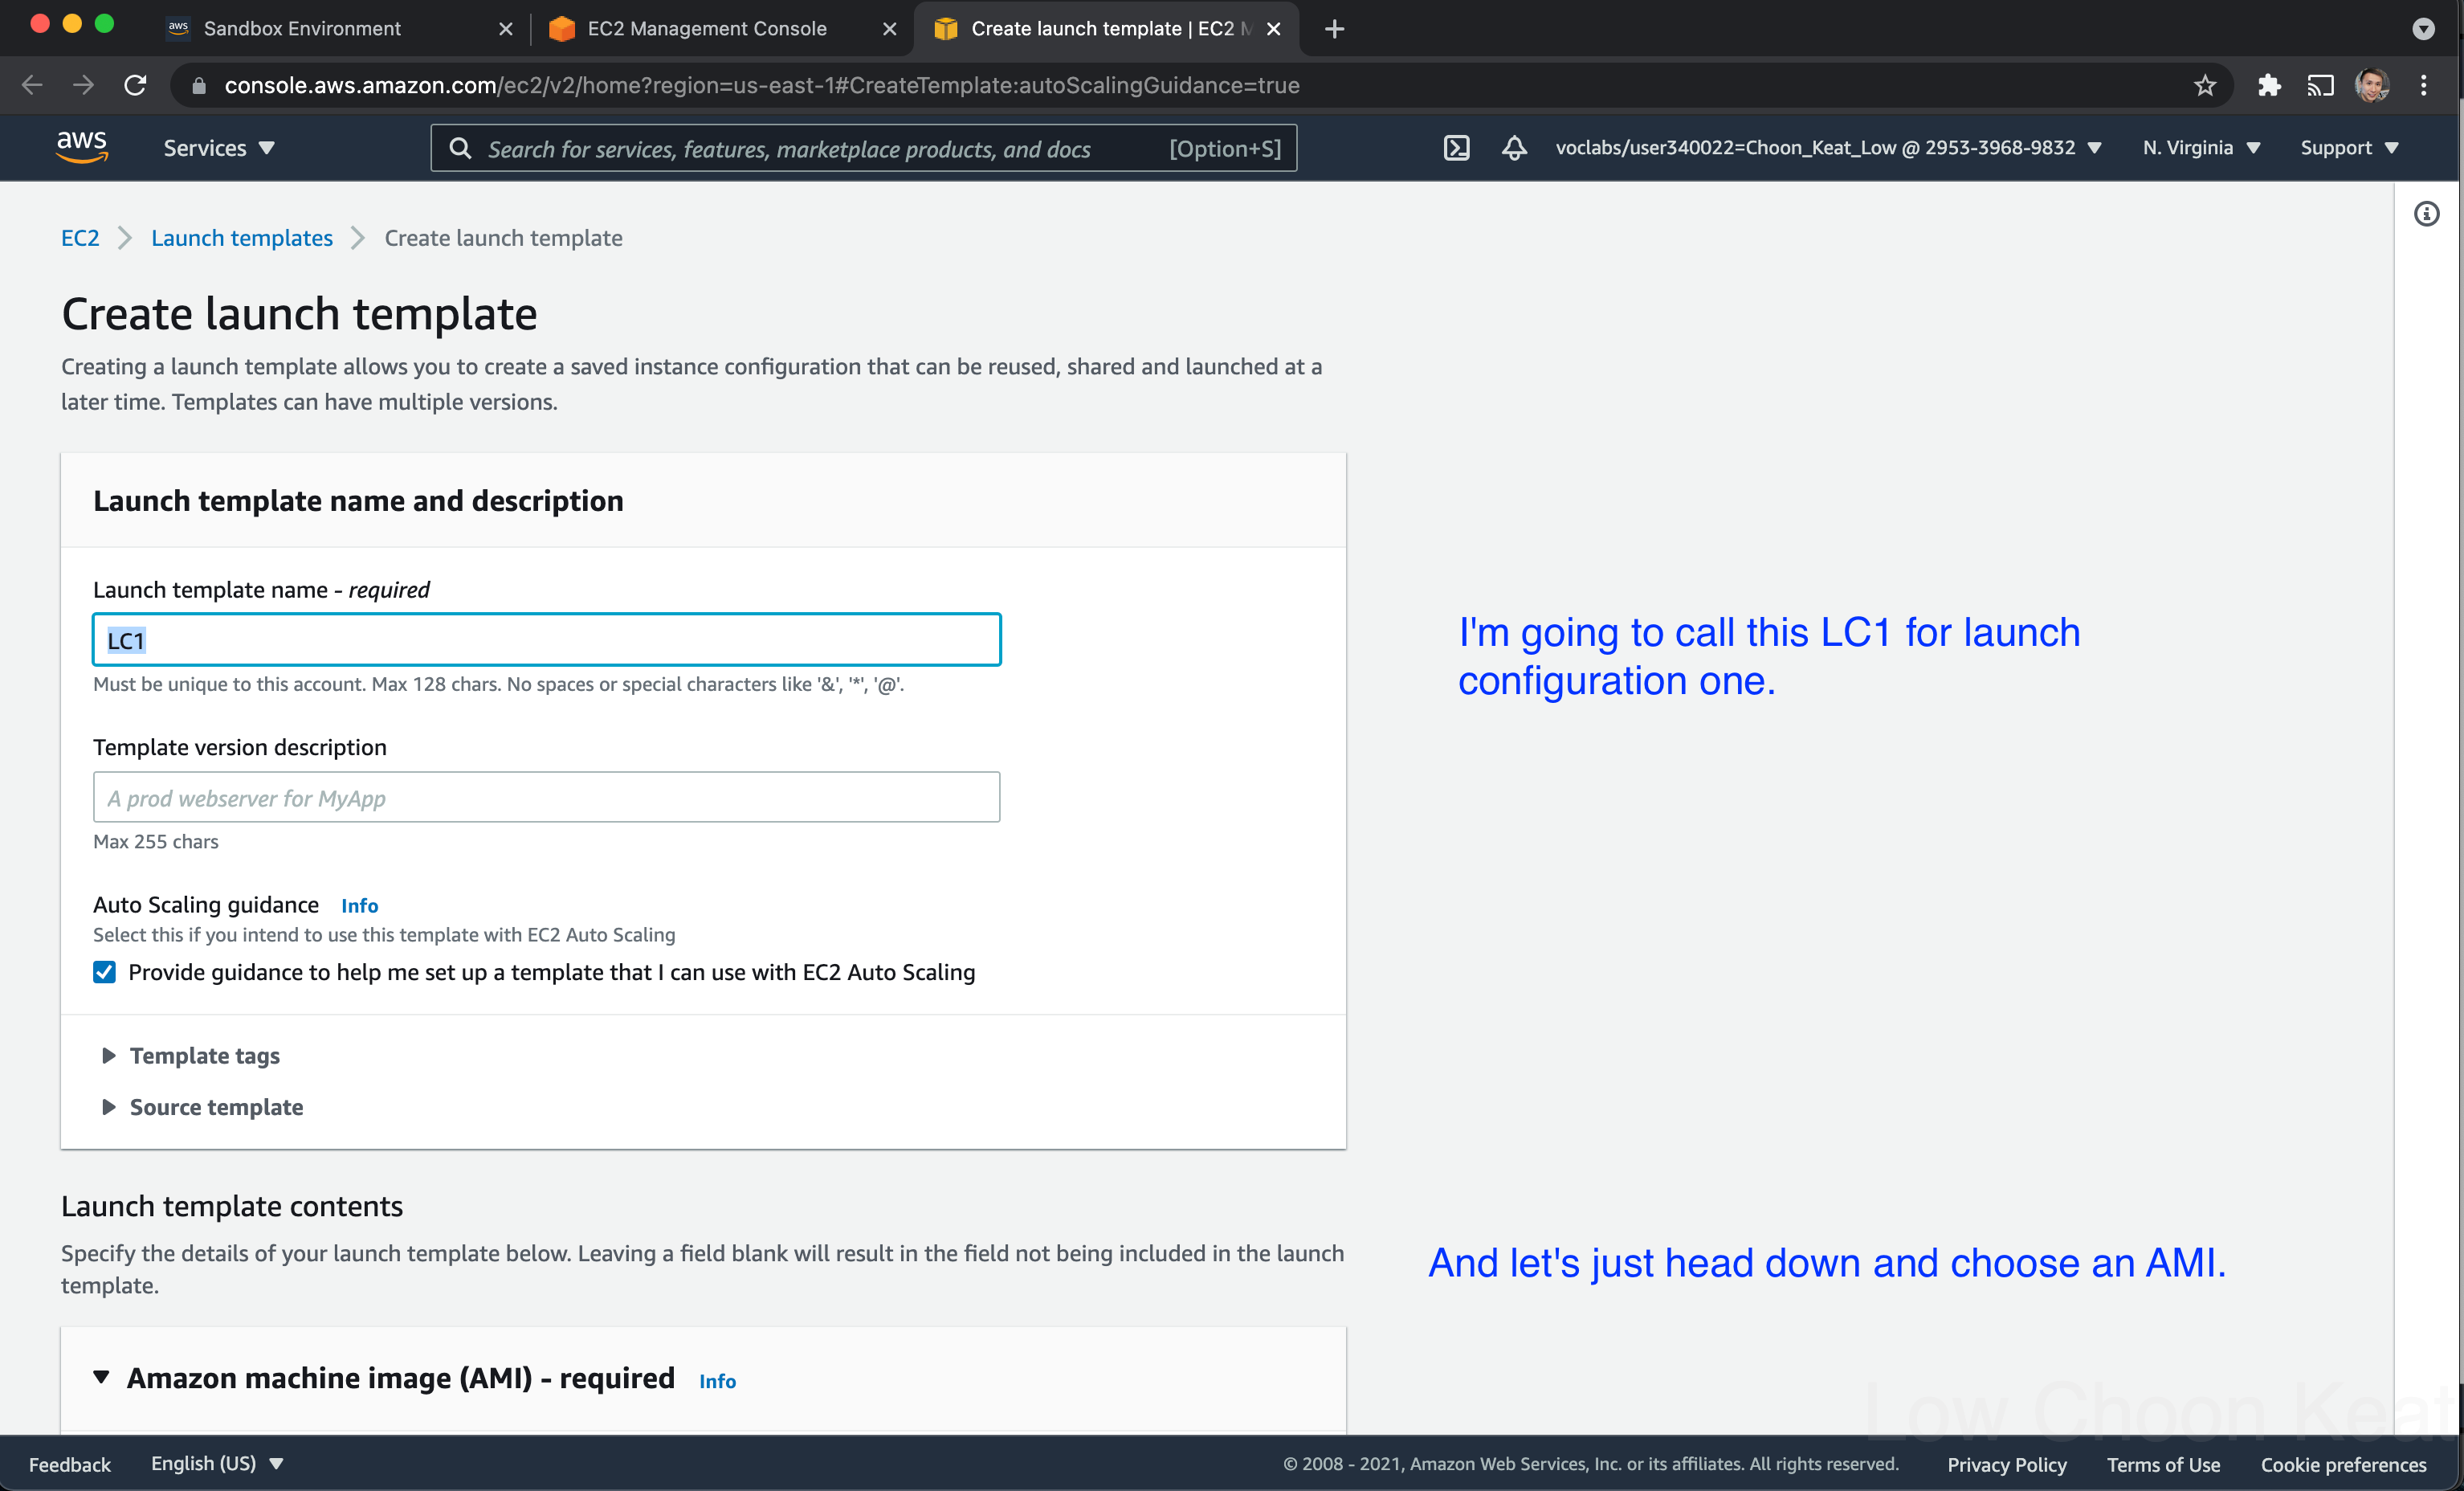 aws Sandbox Environment
EC2 Management Console
Create launch template | EC2 M
console.aws.amazon.com/ec2/v2/home?region=us-east-1#CreateTemplate:autoScalingGuidance=true
aws Services Search for services, features, marketplace products, and docs [Option+S] voclabs/user340022=Choon_Keat_Low @ 2953-3968-9832 N. Virginia Support
EC2 Launch templates Create launch template
Create launch template
Creating a launch template allows you to create a saved instance configuration that can be reused, shared and launched at a
later time. Templates can have multiple versions.
Launch template name and description
Launch template name - required
LC1
Must be unique to this account. Max 128 chars. No spaces or special characters like '&', '*', '@'.
I'm going to call this LC1 for launch
configuration one.
Template version description
A prod webserver for MyApp
Max 255 chars
Auto Scaling guidance Info
Select this if you intend to use this template with EC2 Auto Scaling
Provide guidance to help me set up a template that I can use with EC2 Auto Scaling
Template tags
Source template
Launch template contents
Specify the details of your launch template below. Leaving a field blank will result in the field not being included in the launch
template.
And let's just head down and choose an AMI.
Amazon machine image (AMI) - required Info
Low Choon Keat
Feedback English (US) © 2008 - 2021, Amazon Web Services, Inc. or its affiliates. All rights reserved. Privacy Policy Terms of Use Cookie preferences